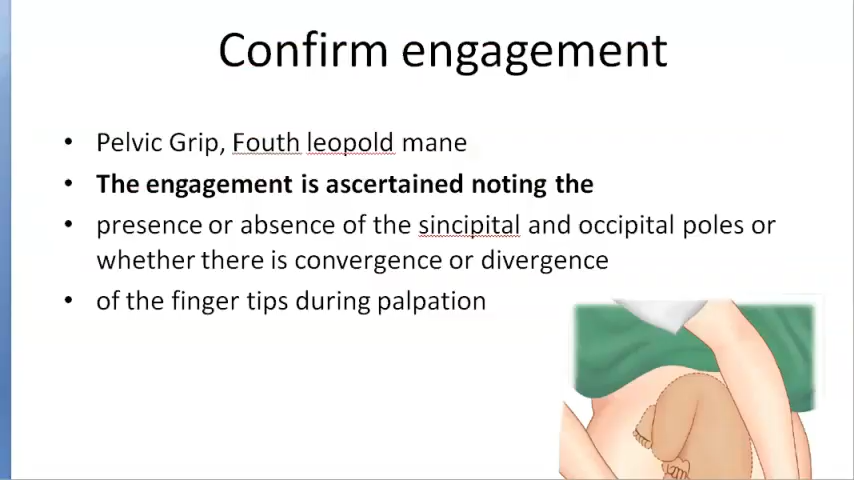 Confirm engagement
• Pelvic Grip, Fouth leopold mane
• The engagement is ascertained noting the
• presence or absence of the sincipital and occipital poles or
whether there is convergence or divergence
• of the finger tips during palpation